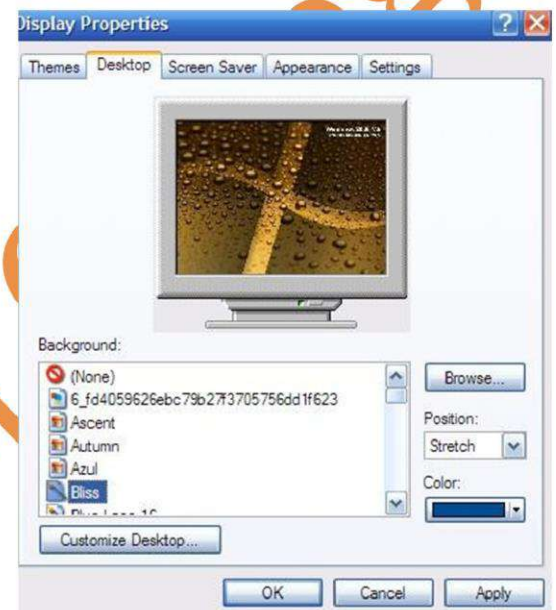 Display Properties
Themes Desktop Screen Saver Appearance Settings
Background:
(None)
6_fd4059626ebc79b27f3705756dd1f623
Ascent
Autumn
Azul
Bliss
Browse...
Position:
Stretch
Color:
Customize Desktop...
OK Cancel Apply